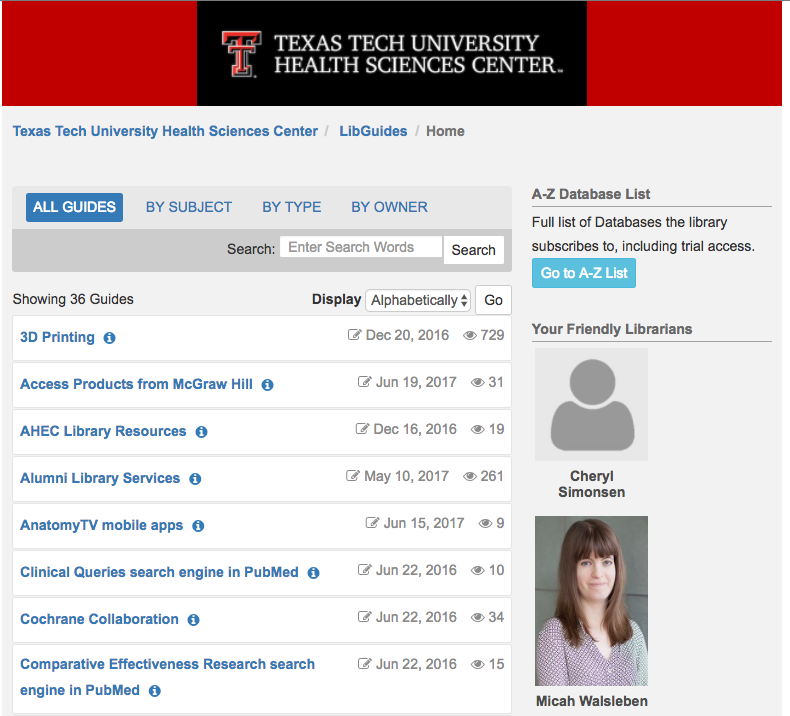 TEXAS TECH UNIVERSITY
HEALTH SCIENCES CENTER™
Texas Tech University Health Sciences Center / LibGuides / Home
ALL GUIDES BY SUBJECT BY TYPE BY OWNER
Search: Enter Search Words Search
Showing 36 Guides Display Alphabetically Go
3D Printing Dec 20, 2016 729
Access Products from McGraw Hill Jun 19, 2017 31
AHEC Library Resources Dec 16, 2016 19
Alumni Library Services May 10, 2017 261
AnatomyTV mobile apps Jun 15, 2017 9
Clinical Queries search engine in PubMed Jun 22, 2016 10
Cochrane Collaboration Jun 22, 2016 34
Comparative Effectiveness Research search Jun 22, 2016 15
engine in PubMed
A-Z Database List
Full list of Databases the library
subscribes to, including trial access.
Go to A-Z List
Your Friendly Librarians
Cheryl
Simonsen
Micah Walsleben